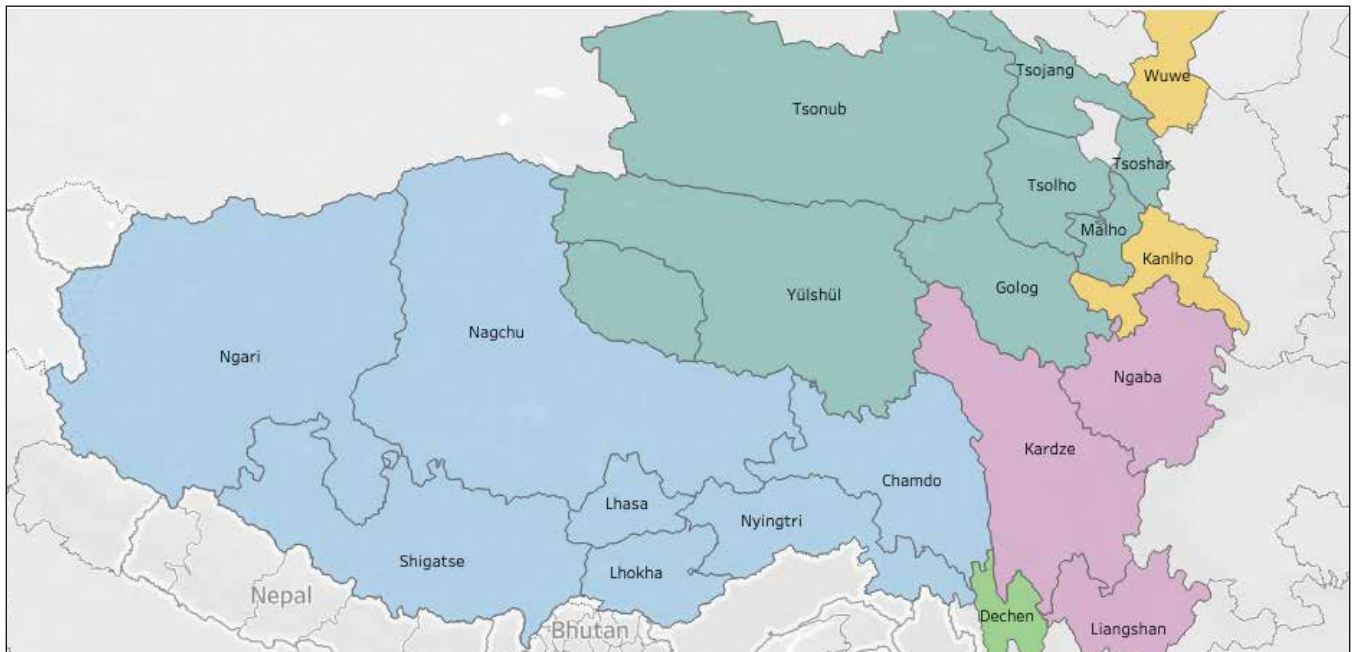 Tsojang
Wuwe
Tsonub
Tsoshar
Tsolho
Malho
Kanlho
Golog
Yülshül
Nagchu
Ngari
Ngaba
Kardze
Chamdo
Lhasa
Nyingtri
Shigatse
Lhokha
Nepal
Dechen
Bhutan
Liangshan